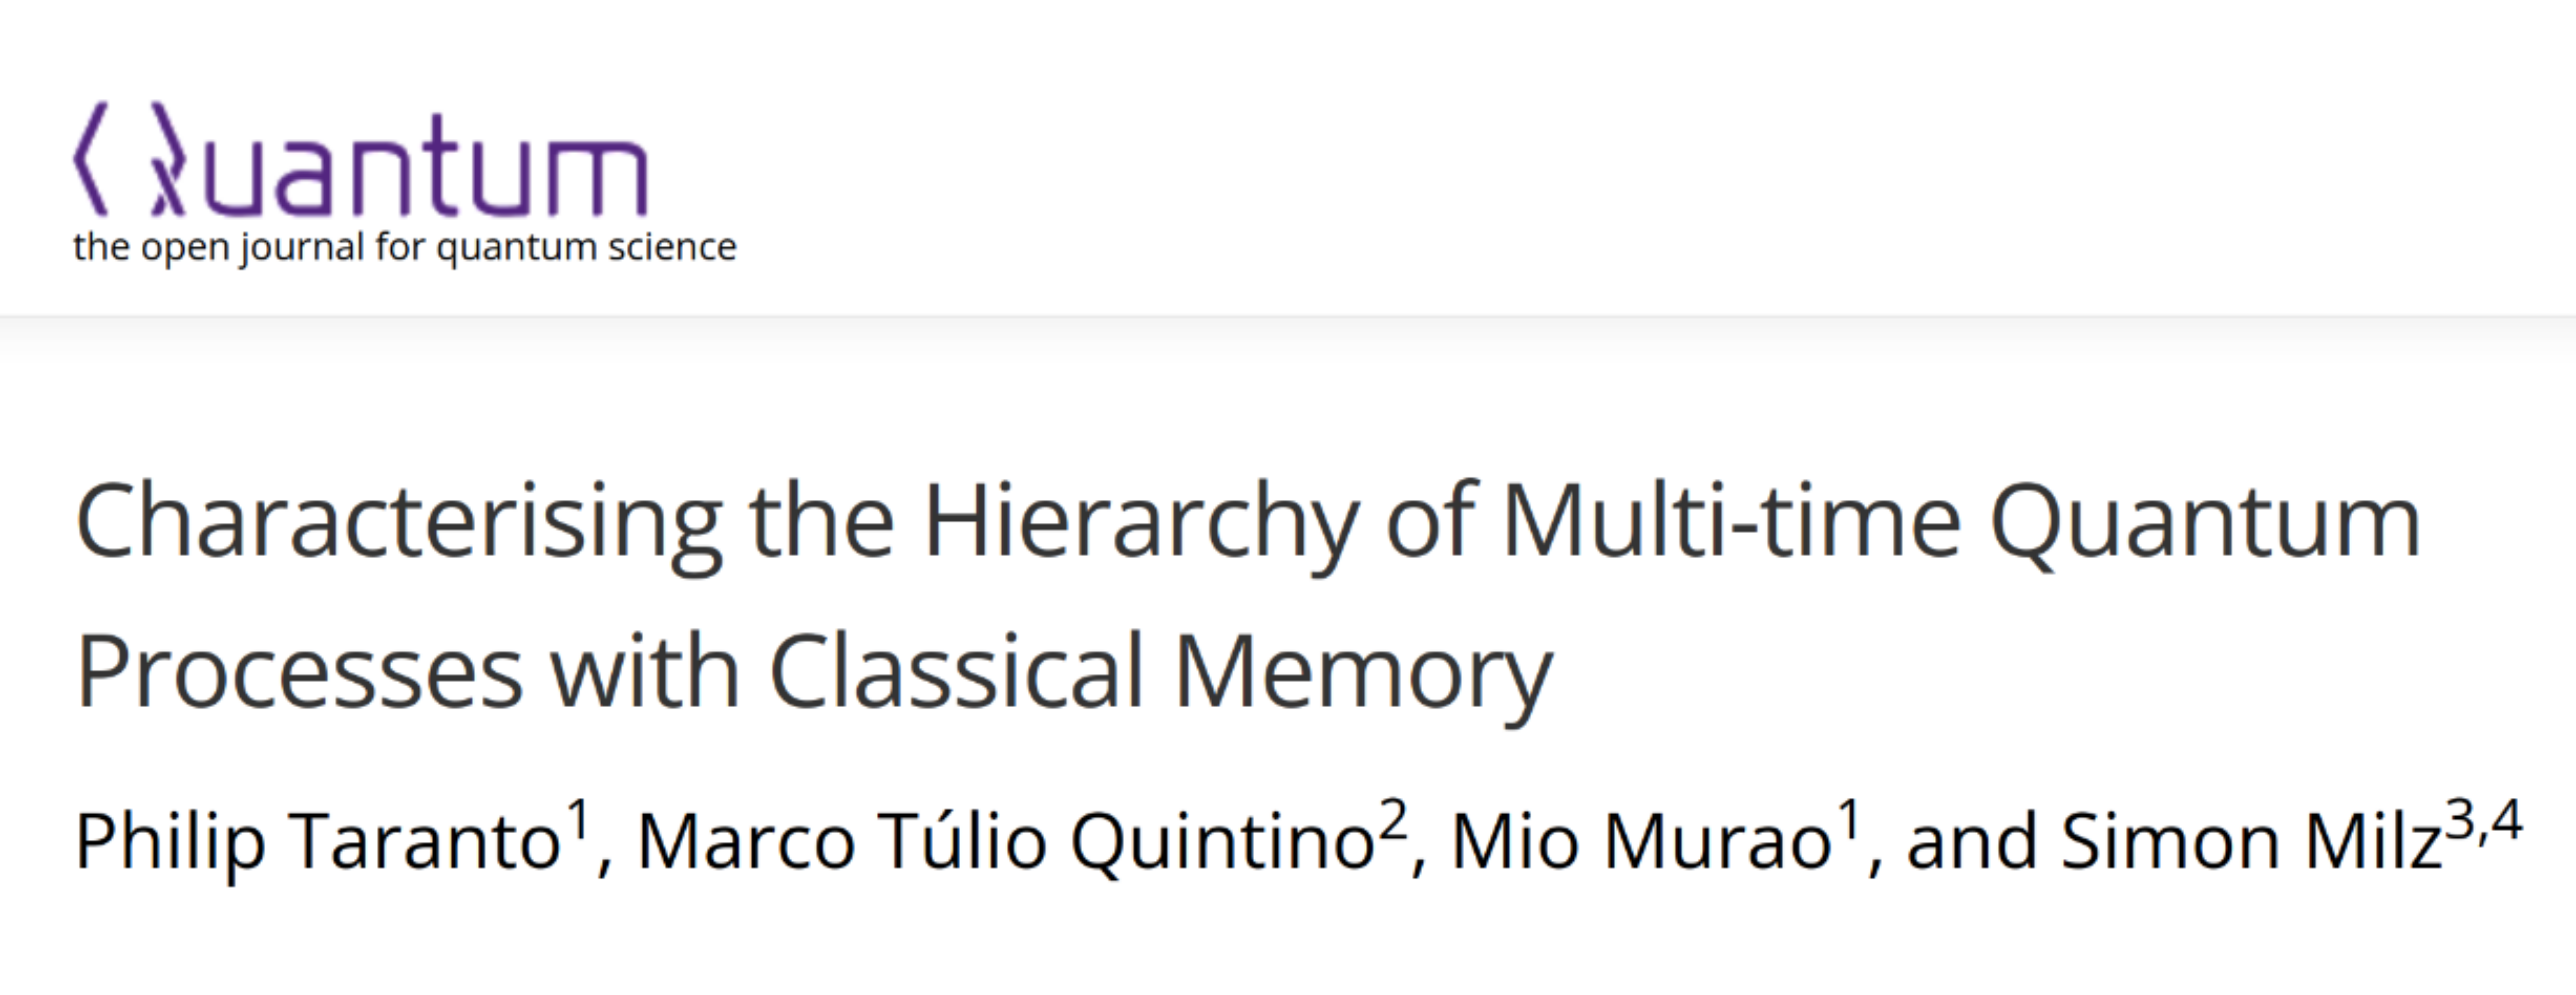 Quantum
the open journal for quantum science
Characterising the Hierarchy of Multi-time Quantum
Processes with Classical Memory
Philip Taranto1, Marco Túlio Quintino2, Mio Murao1, and Simon Milz3,4